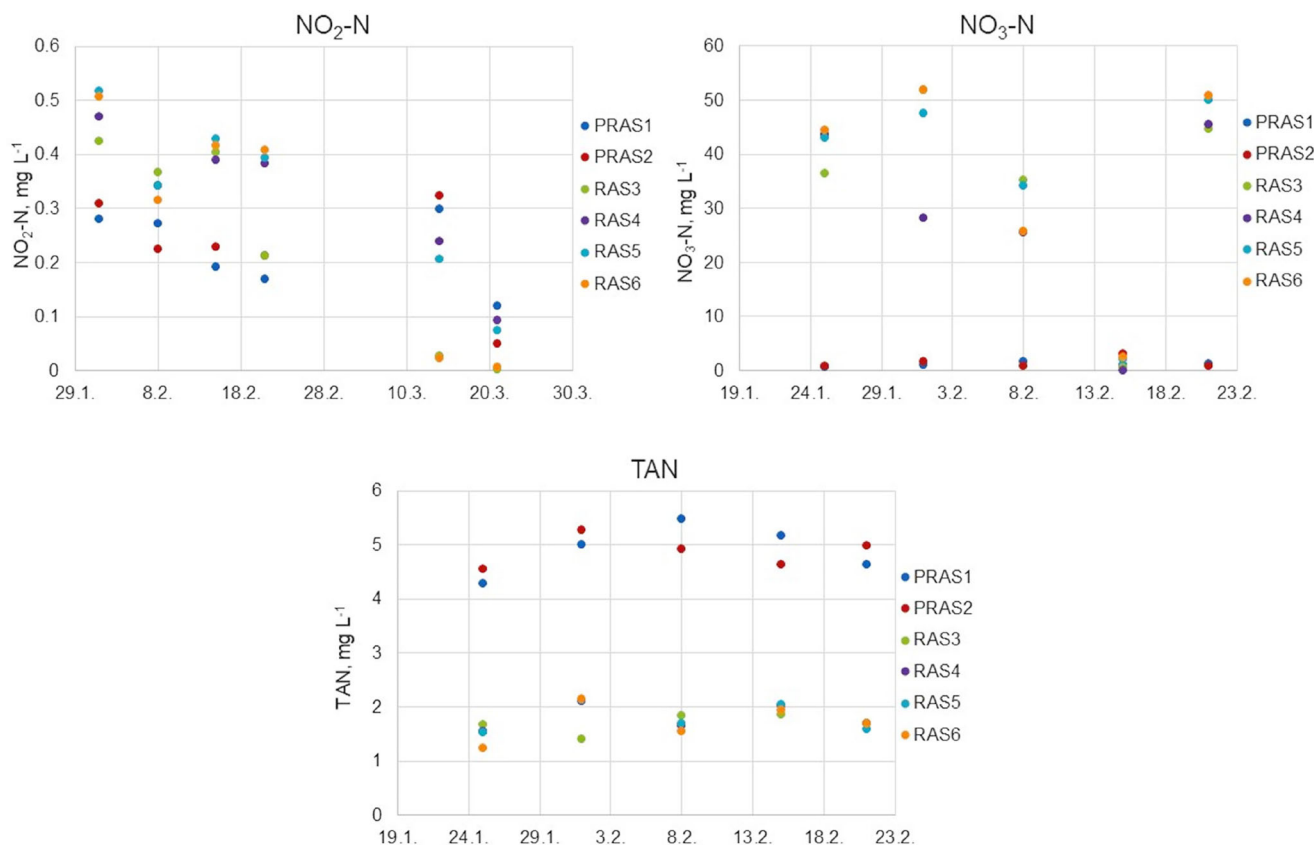 NO₂-N
NO₂-N, mg L⁻¹
0.6
0.5
0.4
0.3
0.2
0.1
0
29.1. 8.2. 18.2. 28.2. 10.3. 20.3. 30.3.
PRAS1
PRAS2
RAS3
RAS4
RAS5
RAS6
NO₃-N
NO₃-N, mg L⁻¹
60
50
40
30
20
10
0
19.1. 24.1. 29.1. 3.2. 8.2. 13.2. 18.2. 23.2.
PRAS1
PRAS2
RAS3
RAS4
RAS5
RAS6
TAN
TAN, mg L⁻¹
6
5
4
3
2
1
0
19.1. 24.1. 29.1. 3.2. 8.2. 13.2. 18.2. 23.2.
PRAS1
PRAS2
RAS3
RAS4
RAS5
RAS6